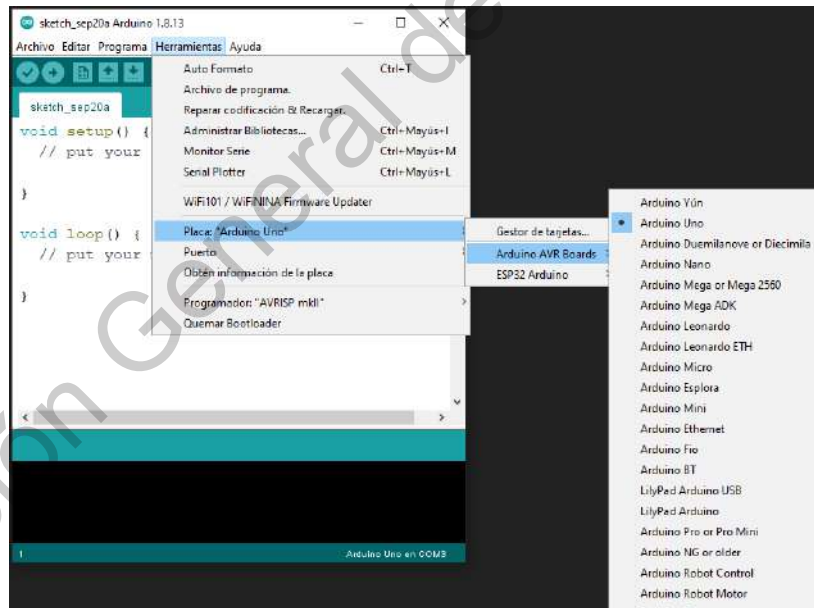 sketch_sep20a Arduino 1.8.13
Archivo Editar Programa Herramientas Ayuda
sketch_sep20a
void setup() {
// put your
}
void loop() {
// put your
}
Auto Formato Ctrl+T
Archivo de programa.
Reparar codificación & Recargar.
Administrar Bibliotecas... Ctrl+Mayús+I
Monitor Serie Ctrl+Mayús+M
Serial Plotter Ctrl+Mayús+L
WiFi101 / WiFiNINA Firmware Updater
Placa: "Arduino Uno"
Puerto
Obtén información de la placa
Programador: "AVRISP mkII"
Quemar Bootloader
Gestor de tarjetas...
Arduino AVR Boards
ESP32 Arduino
Arduino Yún
Arduino Uno
Arduino Duemilanove or Diecimila
Arduino Nano
Arduino Mega or Mega 2560
Arduino Mega ADK
Arduino Leonardo
Arduino Leonardo ETH
Arduino Micro
Arduino Esplora
Arduino Mini
Arduino Ethernet
Arduino Fio
Arduino BT
LilyPad Arduino USB
LilyPad Arduino
Arduino Pro or Pro Mini
Arduino NG or older
Arduino Robot Control
Arduino Robot Motor
1 Arduino Uno en COM3
General de